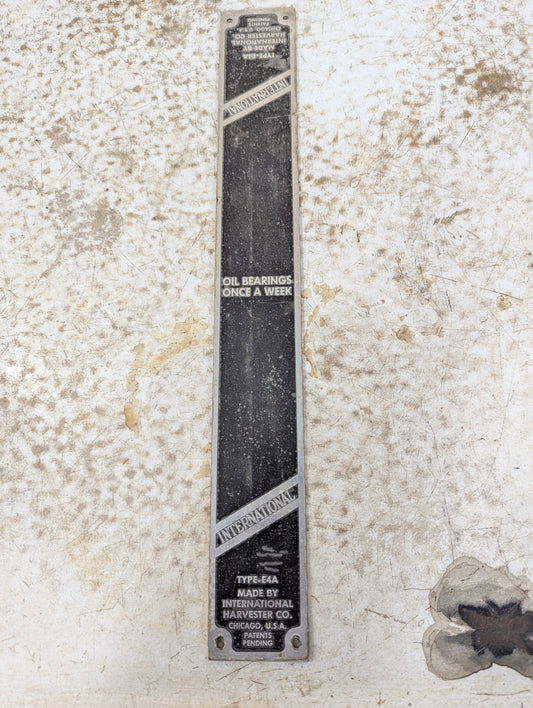 PATENTS
PENDING
CHICAGO, U.S.A.
HARVESTER CO.
INTERNATIONAL
MADE BY
TYPE-E4A
INTERNATIONAL
OIL BEARINGS
ONCE A WEEK
INTERNATIONAL
TYPE-E4A
MADE BY
INTERNATIONAL
HARVESTER CO.
CHICAGO, U.S.A.
PATENTS
PENDING